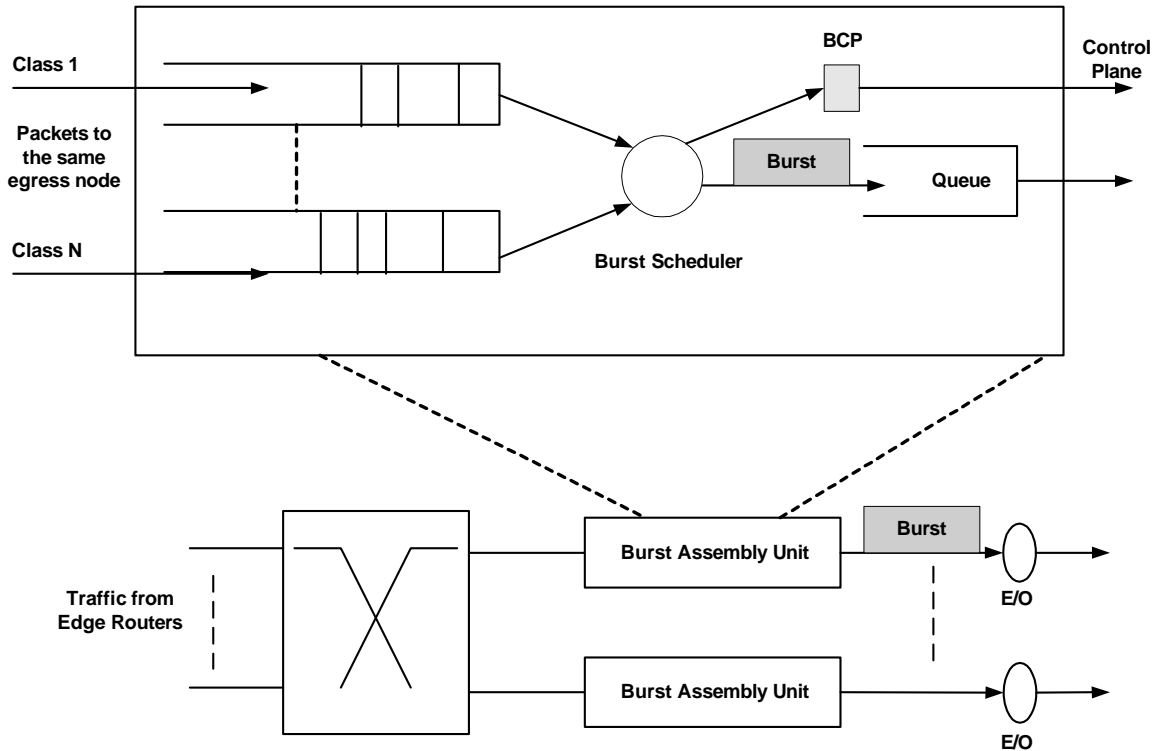 BCP
Control
Plane
Class 1
Packets to
the same
egress node
Burst
Queue
Class N
Burst Scheduler
Burst Assembly Unit
Burst
E/O
Traffic from
Edge Routers
Burst Assembly Unit
E/O